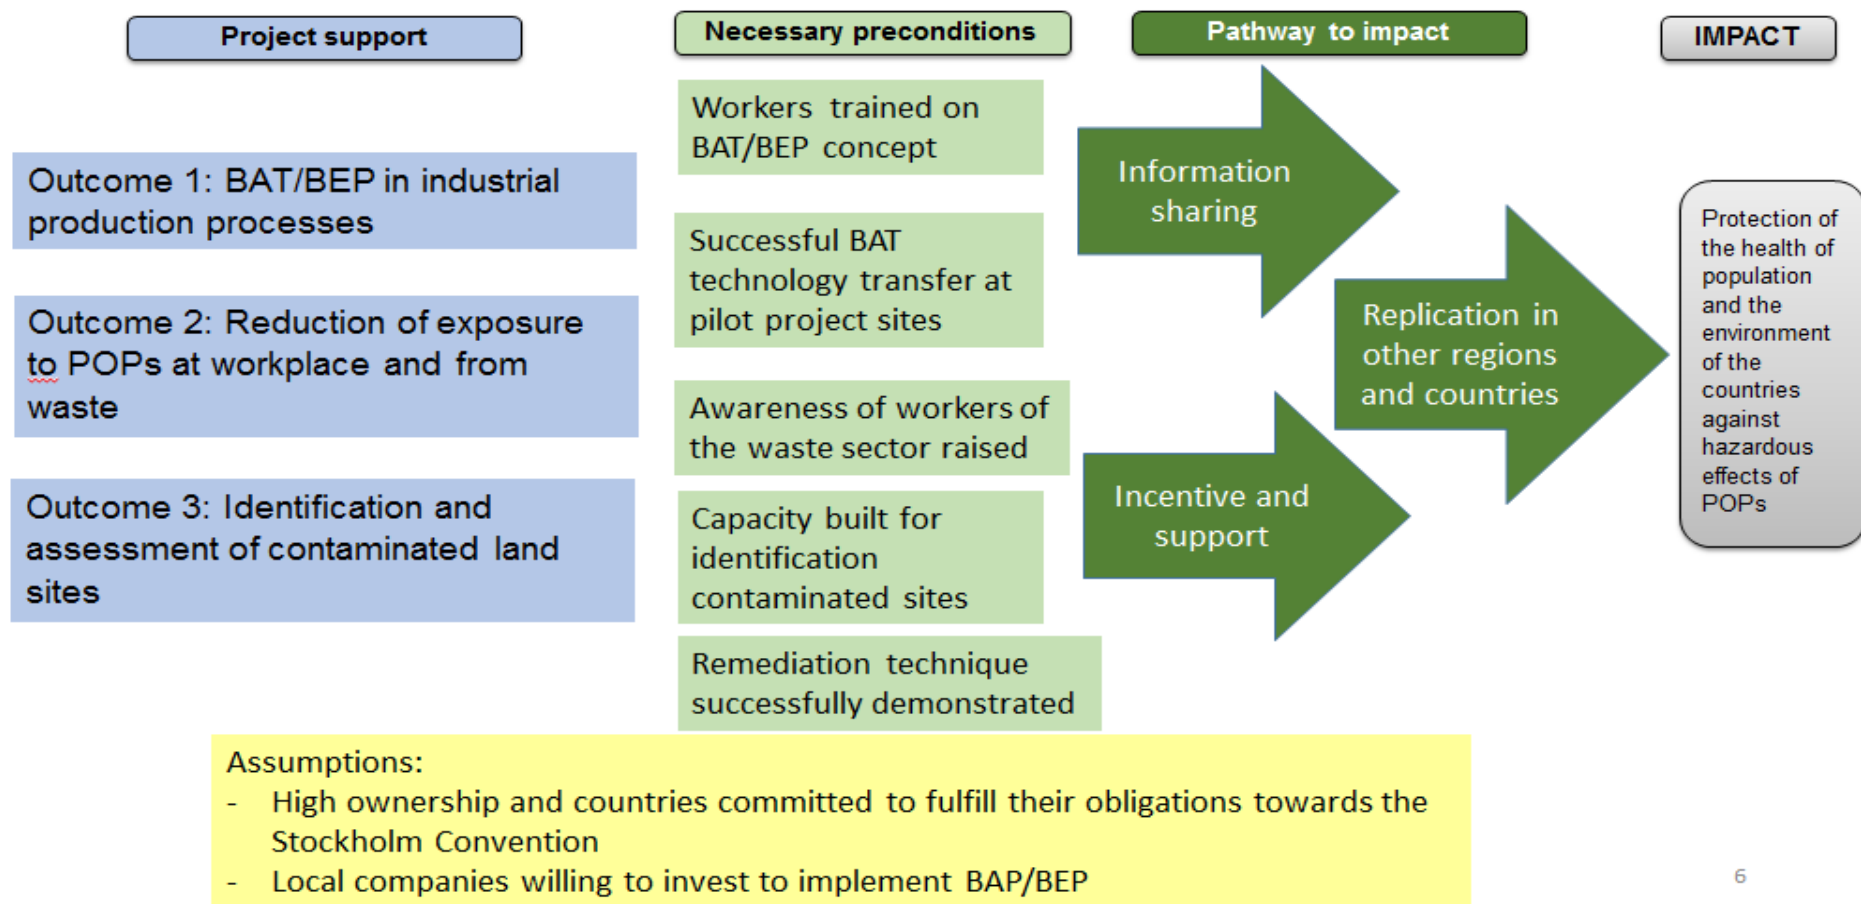 Project support
Necessary preconditions
Pathway to impact
IMPACT
Outcome 1: BAT/BEP in industrial
production processes
Outcome 2: Reduction of exposure
to POPs at workplace and from
waste
Outcome 3: Identification and
assessment of contaminated land
sites
Workers trained on
BAT/BEP concept
Successful BAT
technology transfer at
pilot project sites
Awareness of workers of
the waste sector raised
Capacity built for
identification
contaminated sites
Remediation technique
successfully demonstrated
Information
sharing
Incentive and
support
Replication in
other regions
and countries
Protection of
the health of
population
and the
environment
of the
countries
against
hazardous
effects of
POPs
Assumptions:
- High ownership and countries committed to fulfill their obligations towards the
Stockholm Convention
- Local companies willing to invest to implement BAP/BEP
6